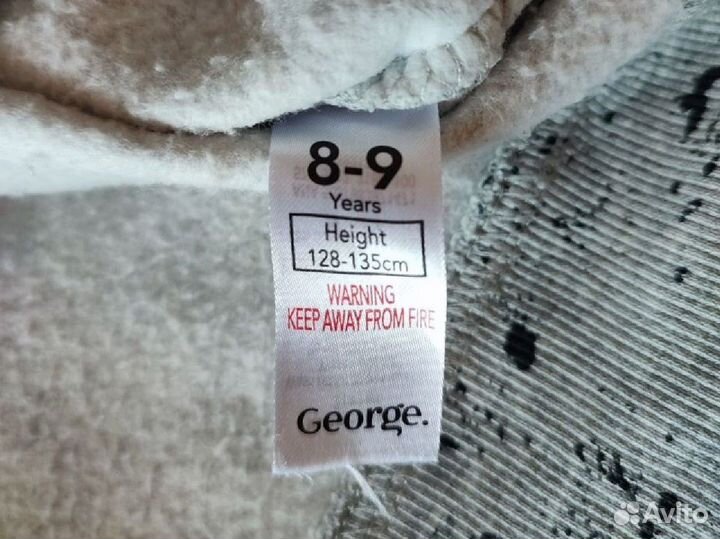 8-9
Years
Height
128-135cm
WARNING
KEEP AWAY FROM FIRE
George.
Avito